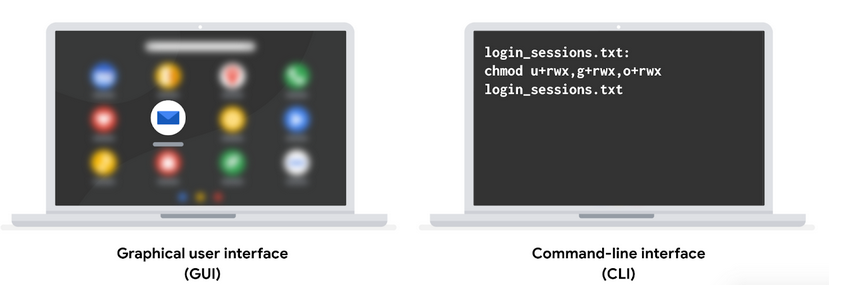 login_sessions.txt:
chmod u+rwx,g+rwx,o+rwx
login_sessions.txt
Graphical user interface
(GUI)
Command-line interface
(CLI)